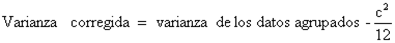 Varianza corregida = varianza de los datos agrupados - c²/12